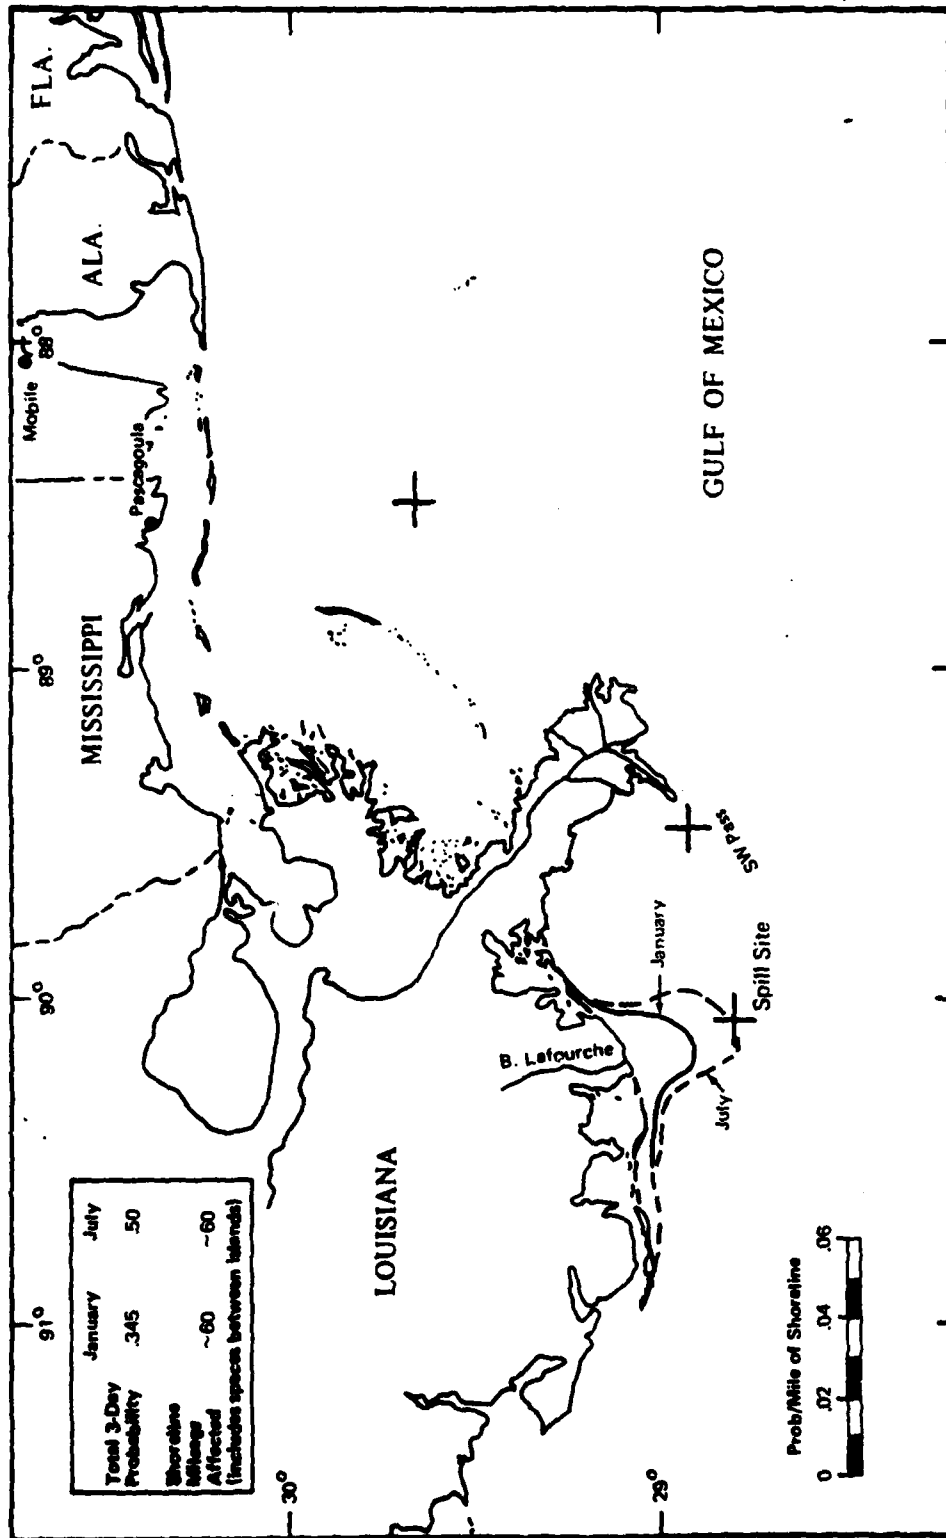 91°
90°
89°
88°
Mobile
FLA.
ALA.
MISSISSIPPI
Pascagoula
January July
Total 3-Day
Probability .345 .50
Shoreline
Mileage
Affected ~60 ~60
(includes spaces between islands)
30°
LOUISIANA
B. Lafourche
January
SW Pass
Spill Site
July
29°
GULF OF MEXICO
Prob/Mile of Shoreline
0 .02 .04 .06